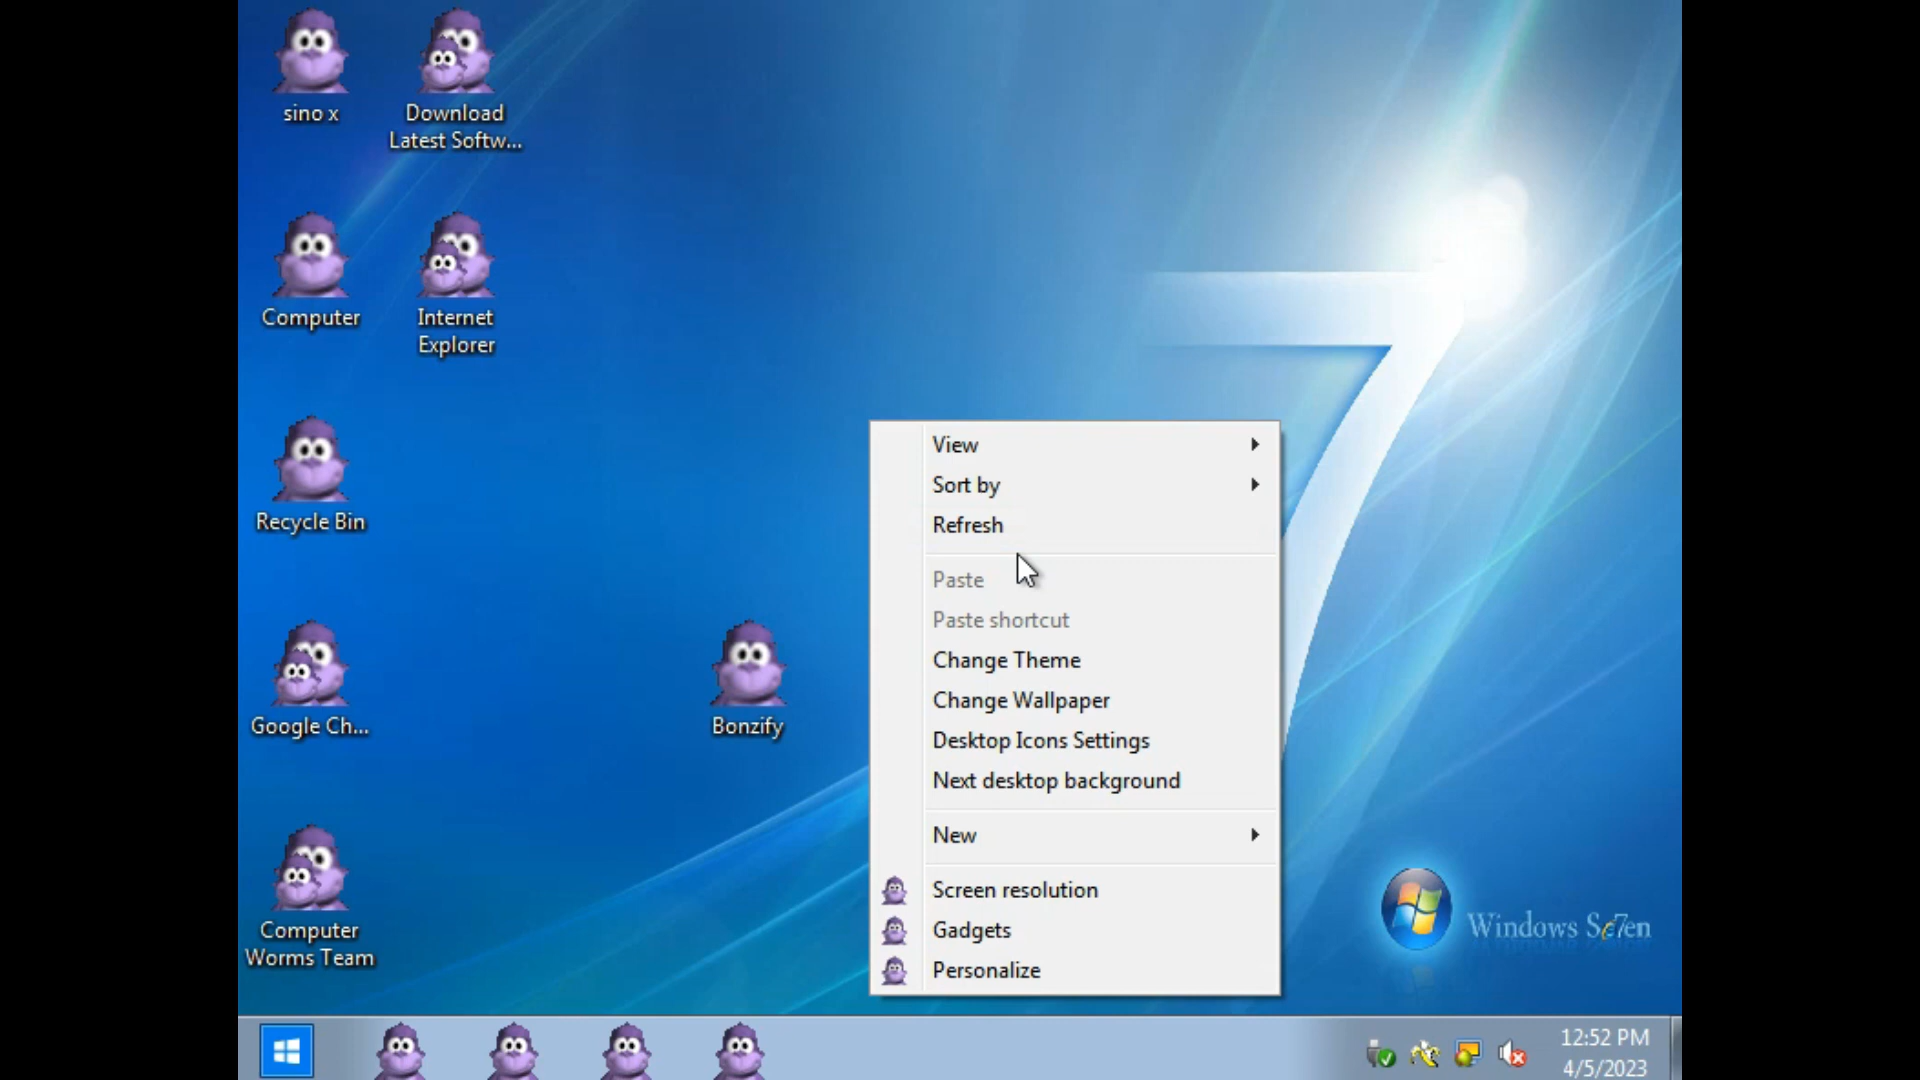 sino x
Download
Latest Softw...
Computer
Internet
Explorer
Recycle Bin
Google Ch...
Bonzify
Computer
Worms Team
View
Sort by
Refresh
Paste
Paste shortcut
Change Theme
Change Wallpaper
Desktop Icons Settings
Next desktop background
New
Screen resolution
Gadgets
Personalize
7
Windows Se7en
12:52 PM
4/5/2023